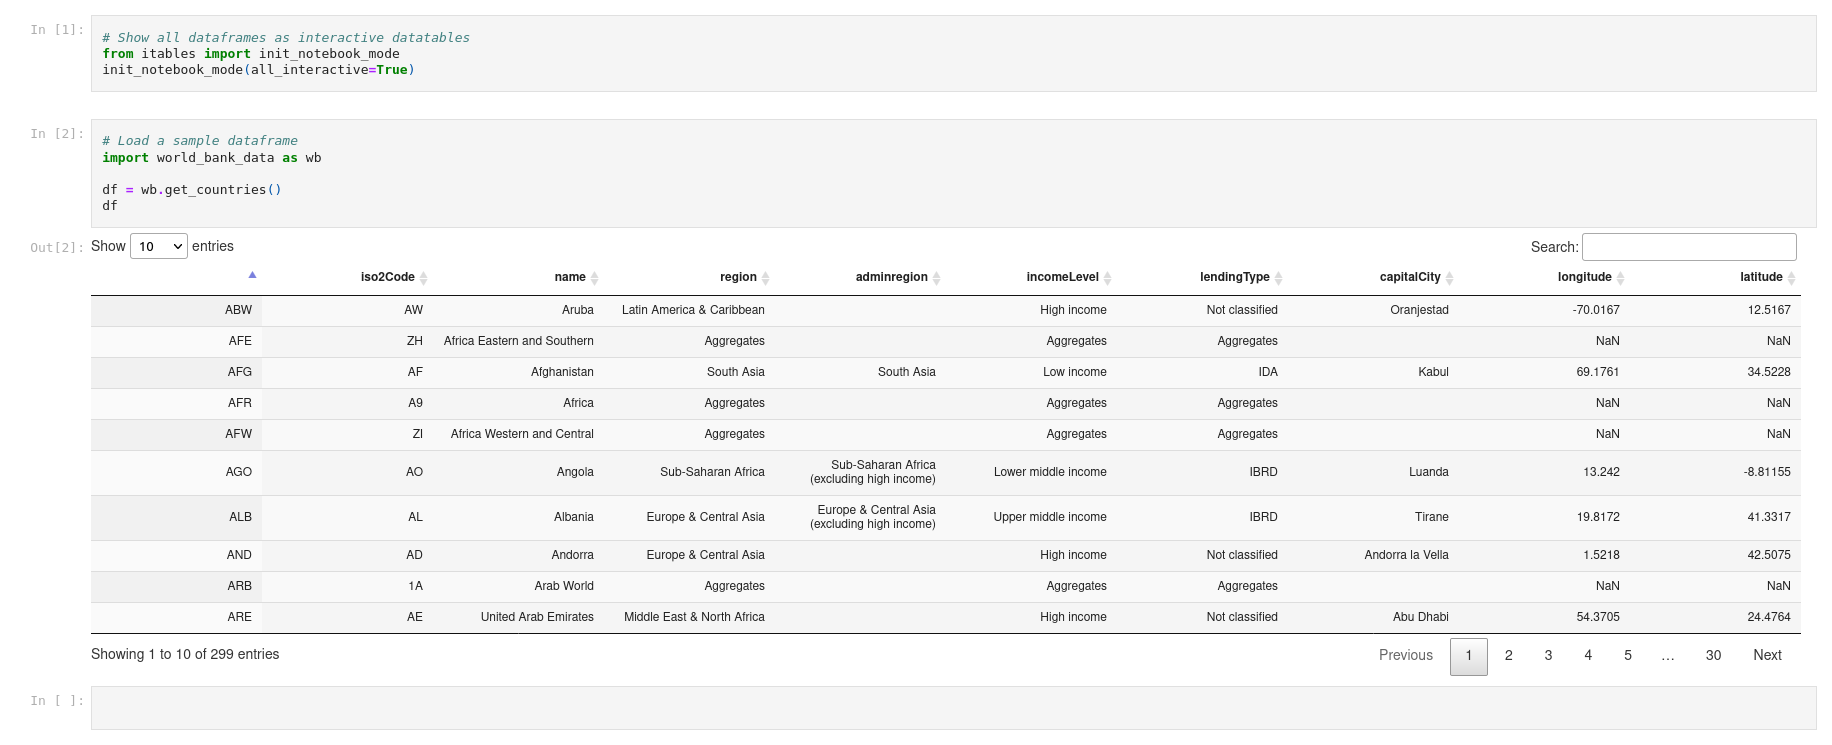 In [1]:
# Show all dataframes as interactive datatables
from itables import init_notebook_mode
init_notebook_mode(all_interactive=True)
In [2]:
# Load a sample dataframe
import world_bank_data as wb
df = wb.get_countries()
df
Out[2]: Show 10 entries Search:
iso2Code name region adminregion incomeLevel lendingType capitalCity longitude latitude
ABW AW Aruba Latin America & Caribbean High income Not classified Oranjestad -70.0167 12.5167
AFE ZH Africa Eastern and Southern Aggregates Aggregates Aggregates NaN NaN
AFG AF Afghanistan South Asia South Asia Low income IDA Kabul 69.1761 34.5228
AFR A9 Africa Aggregates Aggregates Aggregates NaN NaN
AFW ZI Africa Western and Central Aggregates Aggregates Aggregates NaN NaN
AGO AO Angola Sub-Saharan Africa Sub-Saharan Africa (excluding high income) Lower middle income IBRD Luanda 13.242 -8.81155
ALB AL Albania Europe & Central Asia Europe & Central Asia (excluding high income) Upper middle income IBRD Tirane 19.8172 41.3317
AND AD Andorra Europe & Central Asia High income Not classified Andorra la Vella 1.5218 42.5075
ARB 1A Arab World Aggregates Aggregates Aggregates NaN NaN
ARE AE United Arab Emirates Middle East & North Africa High income Not classified Abu Dhabi 54.3705 24.4764
Showing 1 to 10 of 299 entries Previous 1 2 3 4 5 … 30 Next
In [ ]: